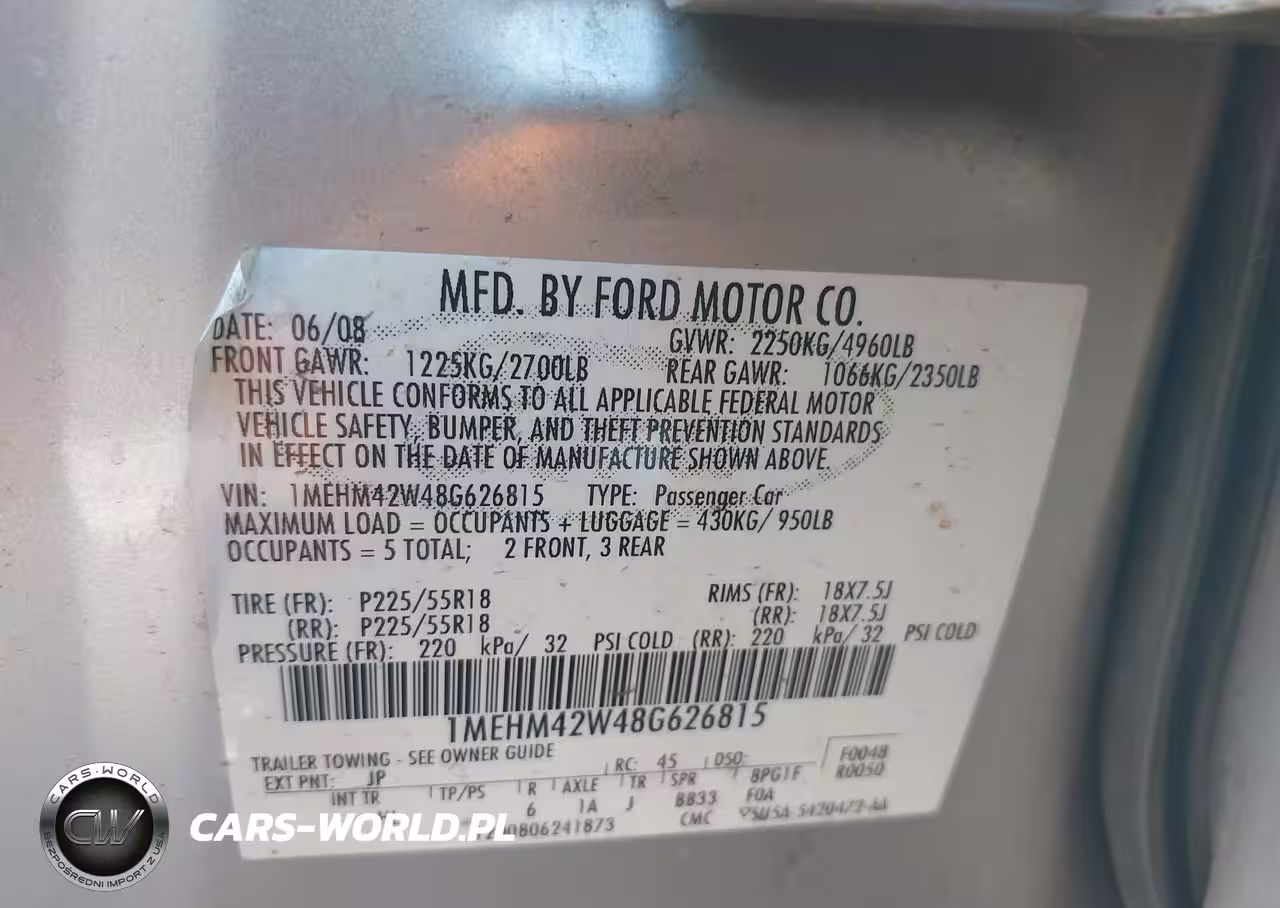 MFD. BY FORD MOTOR CO.
DATE: 06/08 GVWR: 2250KG/4960LB
FRONT GAWR: 1225KG/2700LB REAR GAWR: 1066KG/2350LB
THIS VEHICLE CONFORMS TO ALL APPLICABLE FEDERAL MOTOR
VEHICLE SAFETY, BUMPER, AND THEFT PREVENTION STANDARDS
IN EFFECT ON THE DATE OF MANUFACTURE SHOWN ABOVE.
VIN: 1MEHM42W48G626815 TYPE: Passenger Car
MAXIMUM LOAD = OCCUPANTS + LUGGAGE = 430KG/ 950LB
OCCUPANTS = 5 TOTAL; 2 FRONT, 3 REAR
TIRE (FR): P225/55R18 RIMS (FR): 18X7.5J
(RR): P225/55R18 (RR): 18X7.5J
PRESSURE (FR): 220 kPa/ 32 PSI COLD (RR): 220 kPa/ 32 PSI COLD
1MEHM42W48G626815
TRAILER TOWING - SEE OWNER GUIDE
EXT PNT: JP RC: 45 DSO: F0048
R0050
INT TR TP/PS R AXLE TR SPR 8PG1F
6 1A J BB33 FOA
0806241873 CMC
CARS-WORLD
CW
BEZPOŚREDNI IMPORT Z USA
CARS-WORLD.PL